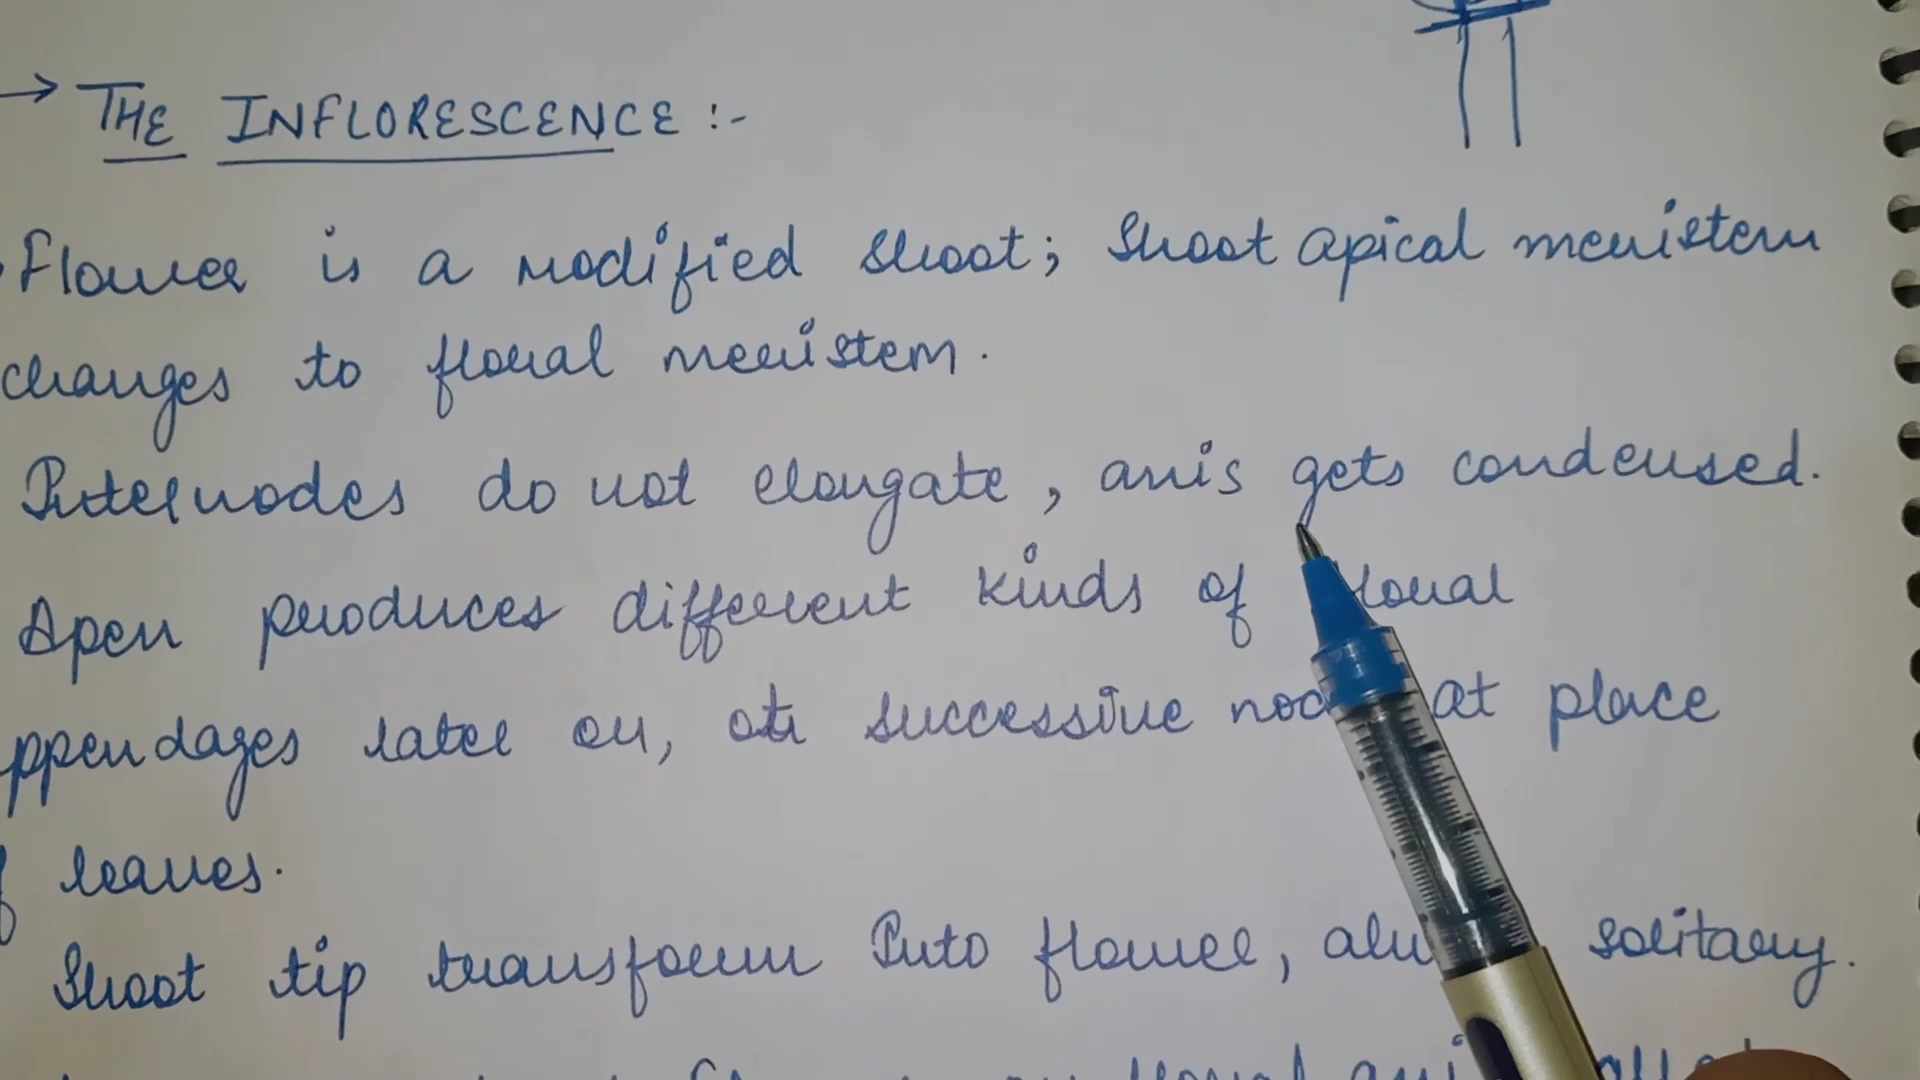 → THE INFLORESCENCE :-
Flower is a modified shoot; Shoot apical meristem
changes to floral meristem.
Internodes do not elongate, axis gets condensed.
Apex produces different kinds of floral
appendages later on, at successive nodes at place
of leaves.
Shoot tip transform into flower, always solitary.